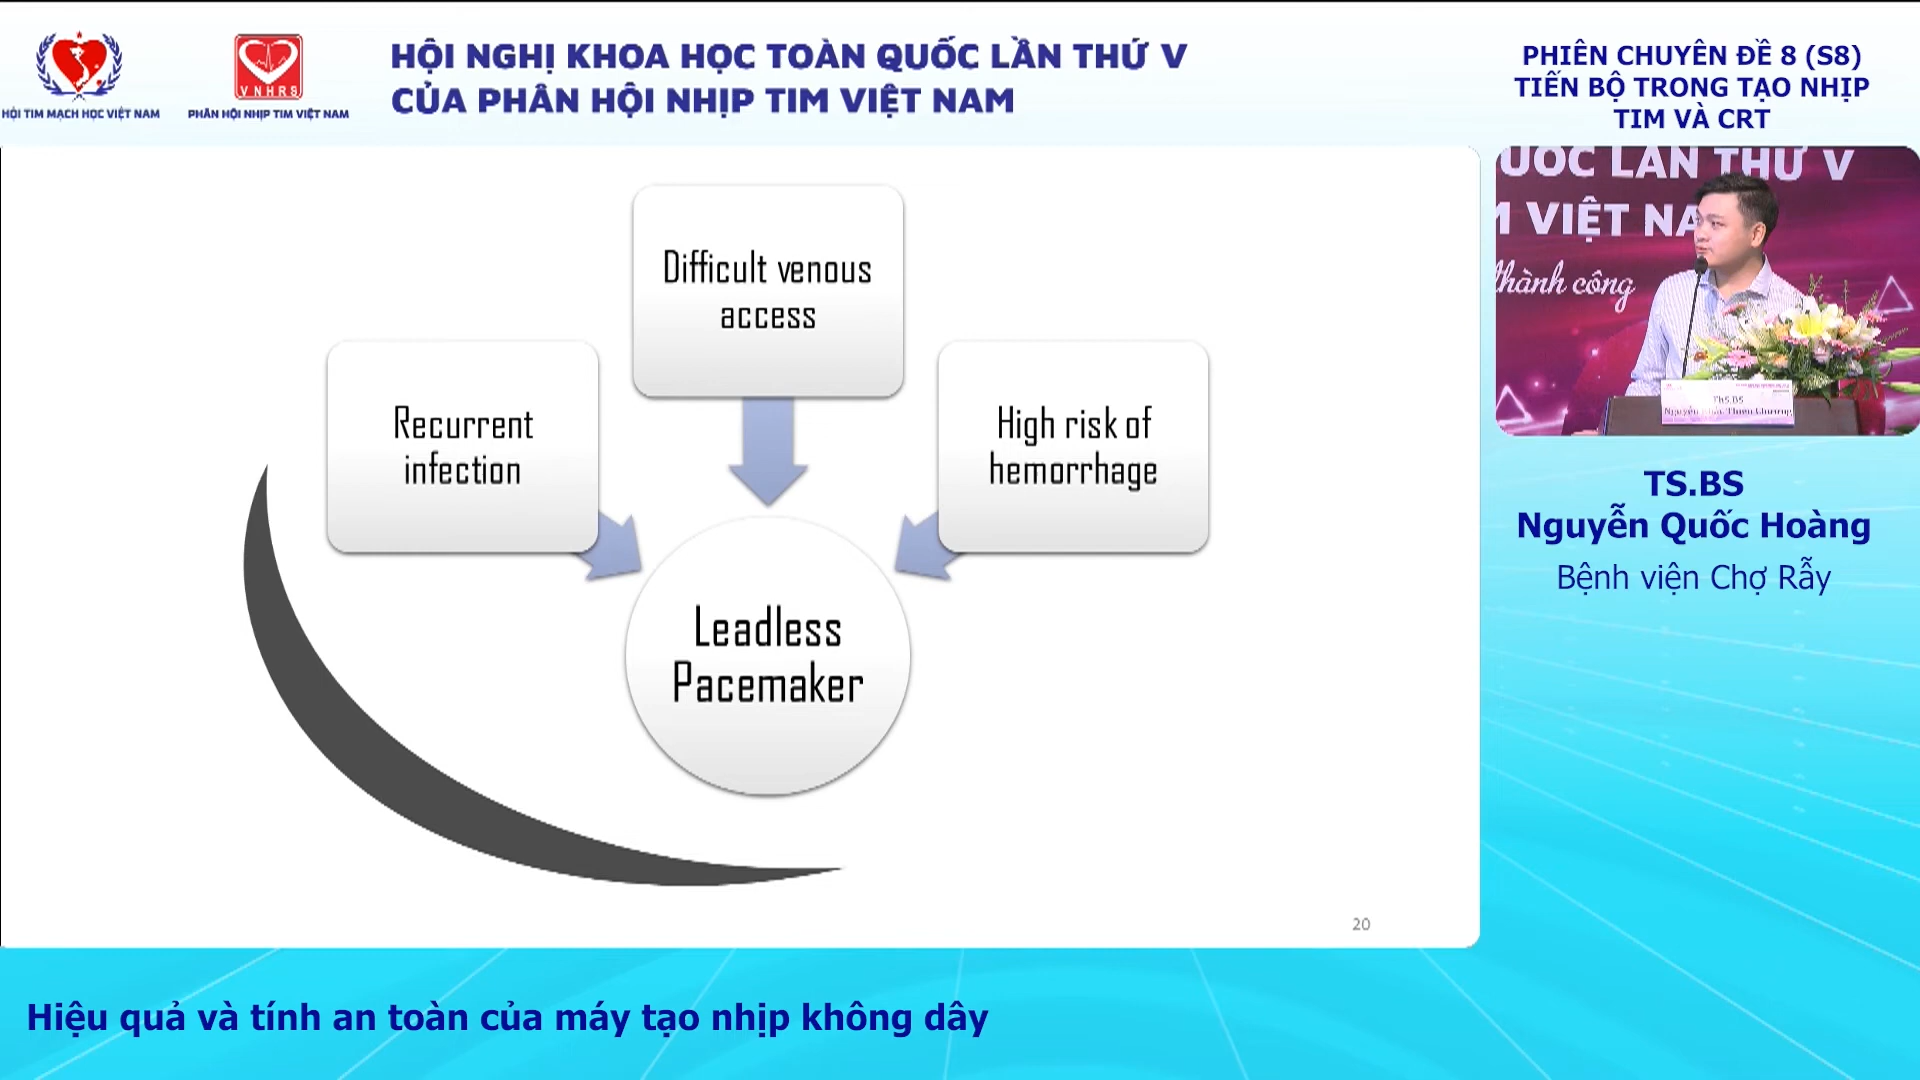 HỘI TIM MẠCH HỌC VIỆT NAM
VNHRS
PHÂN HỘI NHỊP TIM VIỆT NAM
HỘI NGHỊ KHOA HỌC TOÀN QUỐC LẦN THỨ V
CỦA PHÂN HỘI NHỊP TIM VIỆT NAM
PHIÊN CHUYÊN ĐỀ 8 (S8)
TIẾN BỘ TRONG TẠO NHỊP
TIM VÀ CRT
Difficult venous
access
Recurrent
infection
High risk of
hemorrhage
Leadless
Pacemaker
20
UỐC LẦN THỨ V
M VIỆT NA
thành công
ThS.BS
Nguyễn
TS.BS
Nguyễn Quốc Hoàng
Bệnh viện Chợ Rẫy
Hiệu quả và tính an toàn của máy tạo nhịp không dây